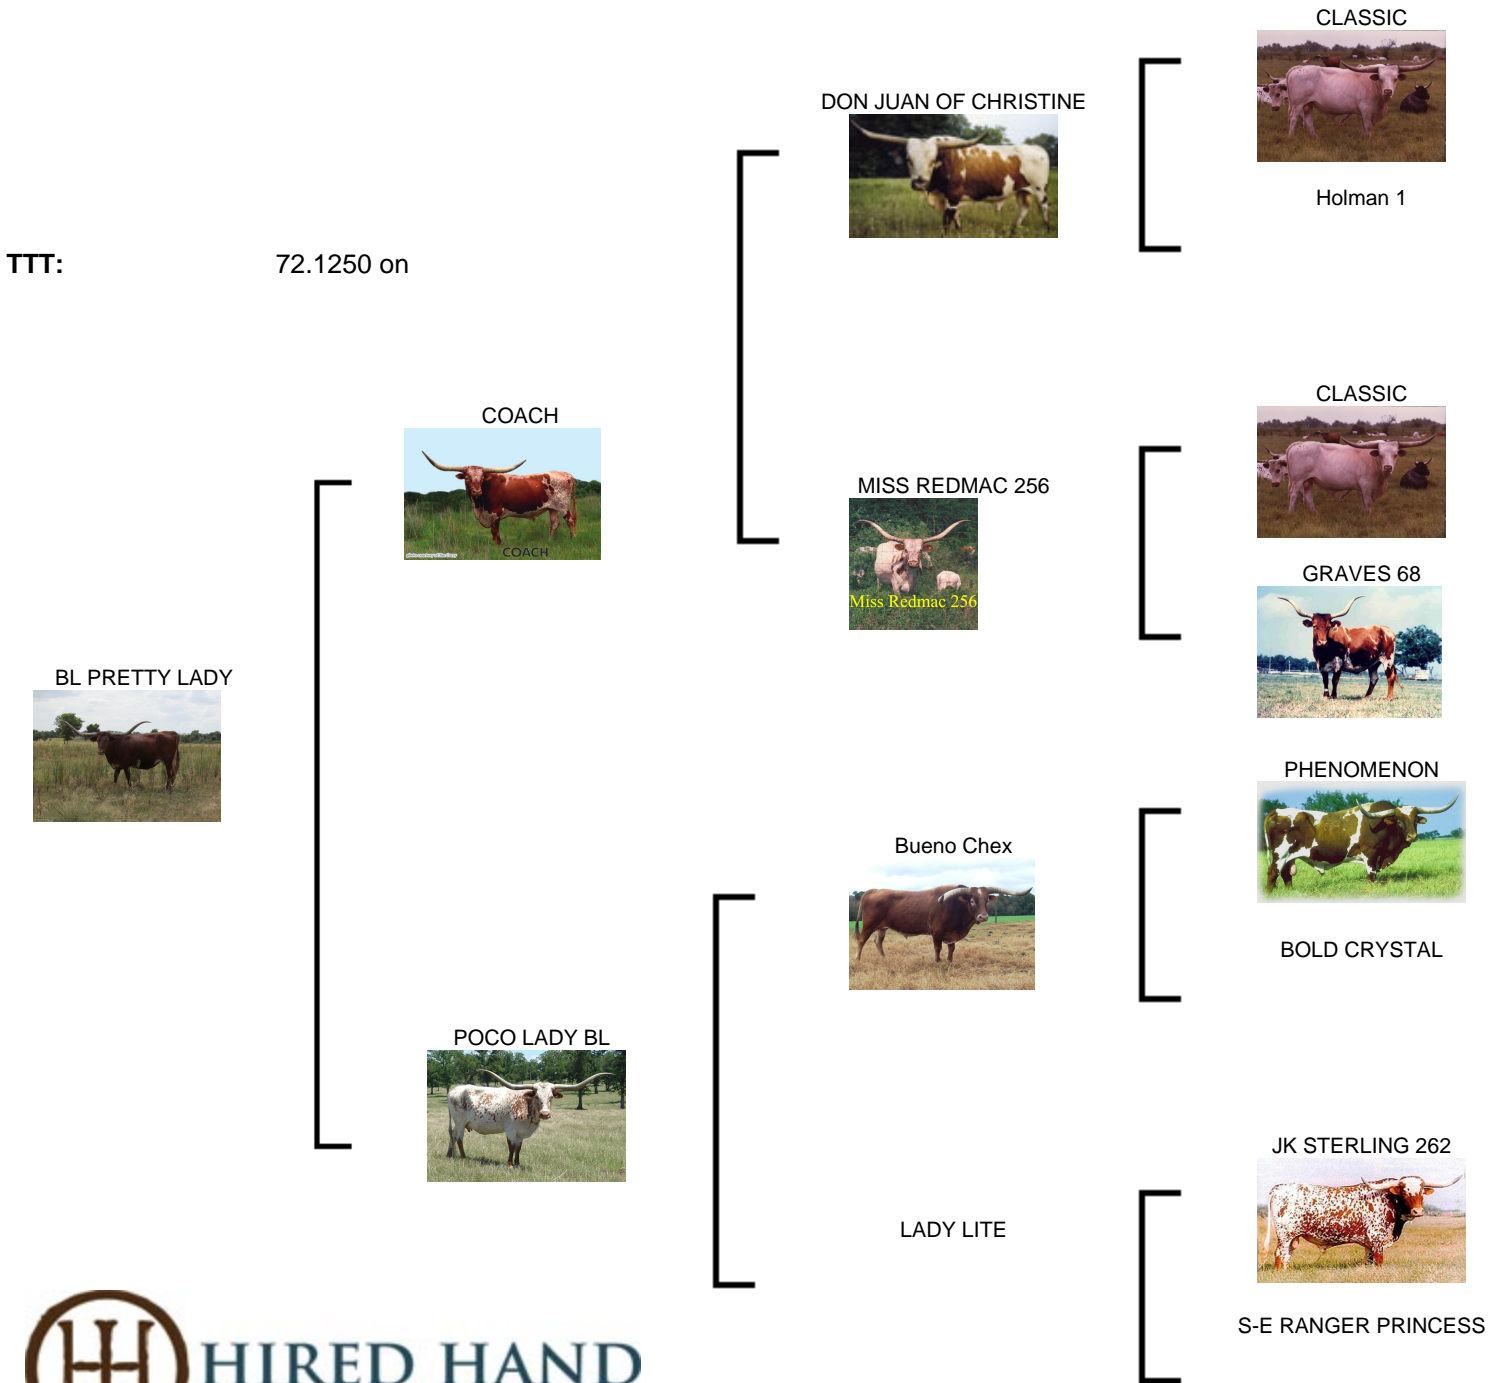 CLASSIC
DON JUAN OF CHRISTINE
Holman 1
TTT: 72.1250 on
CLASSIC
COACH
MISS REDMAC 256
COACH
GRAVES 68
Miss Redmac 256
BL PRETTY LADY
PHENOMENON
Bueno Chex
BOLD CRYSTAL
POCO LADY BL
JK STERLING 262
LADY LITE
S-E RANGER PRINCESS
HIRED HAND